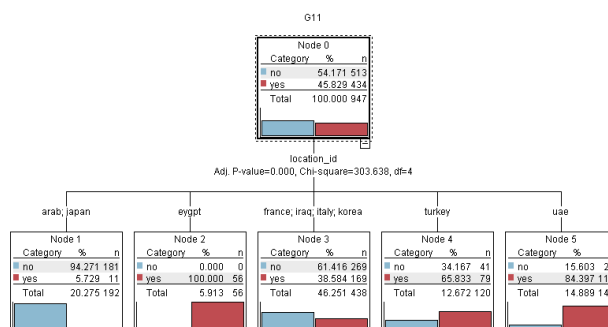 G11
Node 0
Category % n
no 54.171 513
yes 45.829 434
Total 100.000 947
location_id
Adj. P-value=0.000, Chi-square=303.638, df=4
arab; japan
eygpt
france; iraq; italy; korea
turkey
uae
Node 1
Category % n
no 94.271 181
yes 5.729 11
Total 20.275 192
Node 2
Category % n
no 0.000 0
yes 100.000 56
Total 5.913 56
Node 3
Category % n
no 61.416 269
yes 38.584 169
Total 46.251 438
Node 4
Category % n
no 34.167 41
yes 65.833 79
Total 12.672 120
Node 5
Category %
no 15.603
yes 84.397
Total 14.889